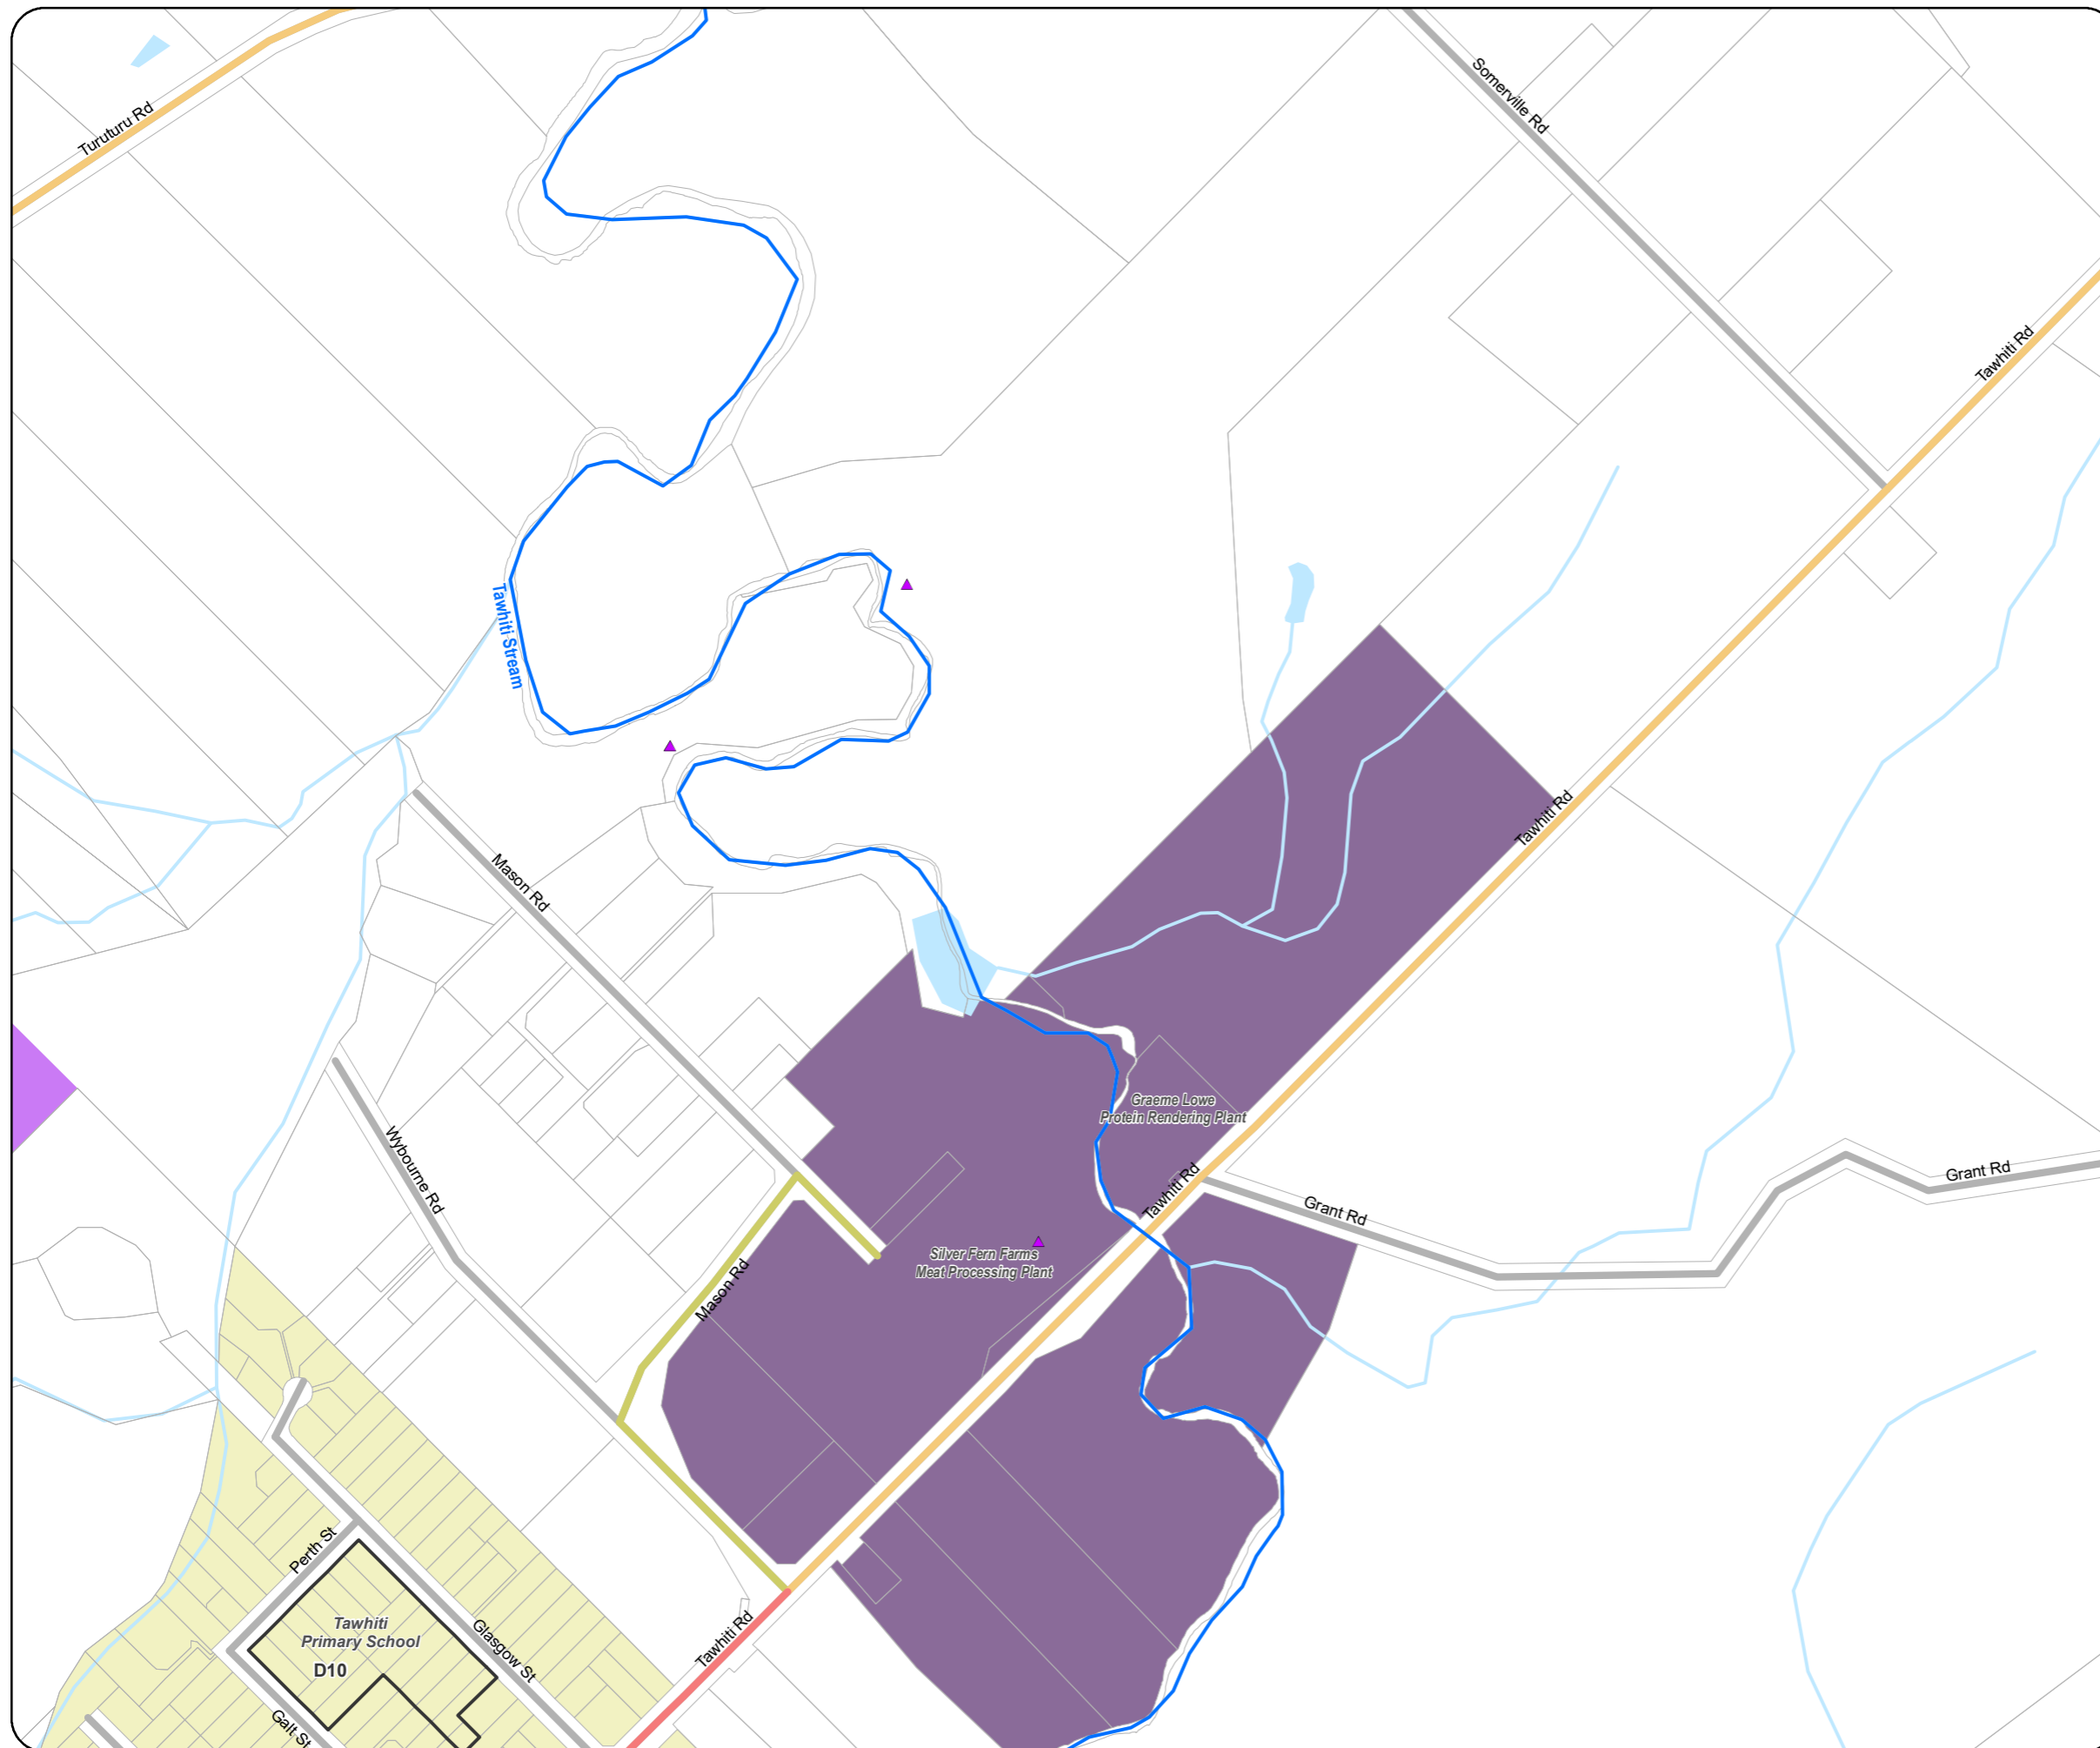 Somerville Rd
Turuturu Rd
Tawhiti Rd
Tawhiti Stream
Tawhiti Rd
Mason Rd
Graeme Lowe
Protein Rendering Plant
Wybourne Rd
Tawhiti Rd
Grant Rd
Grant Rd
Silver Fern Farms
Meat Processing Plant
Mason Rd
Perth St
Tawhiti
Primary School
D10
Glasgow St
Tawhiti Rd
Galt St